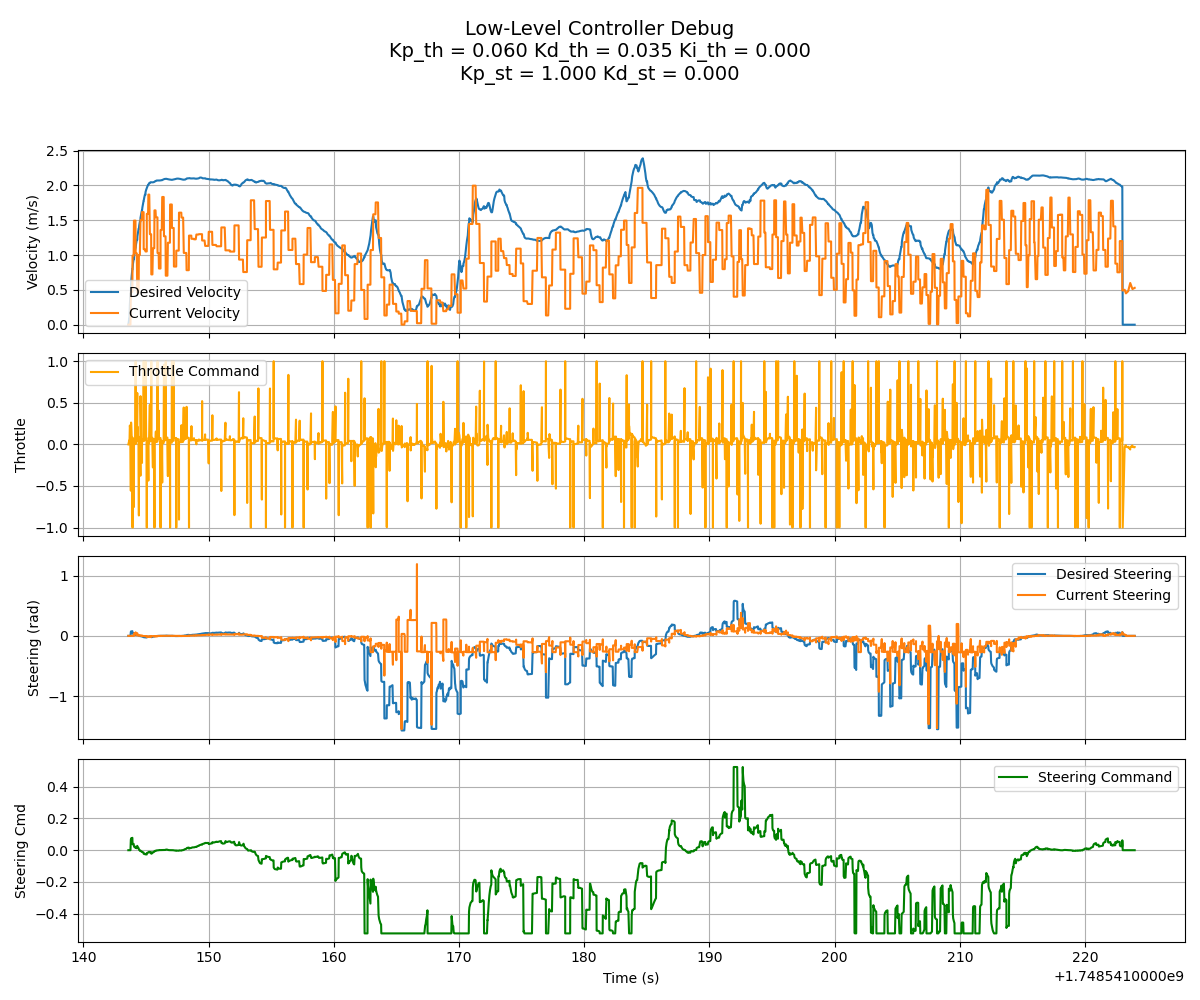 Low-Level Controller Debug
Kp_th = 0.060 Kd_th = 0.035 Ki_th = 0.000
Kp_st = 1.000 Kd_st = 0.000
Velocity (m/s)
2.5
2.0
1.5
1.0
0.5
0.0
Desired Velocity
Current Velocity
Throttle
1.0
0.5
0.0
−0.5
−1.0
Throttle Command
Steering (rad)
1
0
−1
Desired Steering
Current Steering
Steering Cmd
0.4
0.2
0.0
−0.2
−0.4
Steering Command
140 150 160 170 180 190 200 210 220
Time (s)
+1.7485410000e9